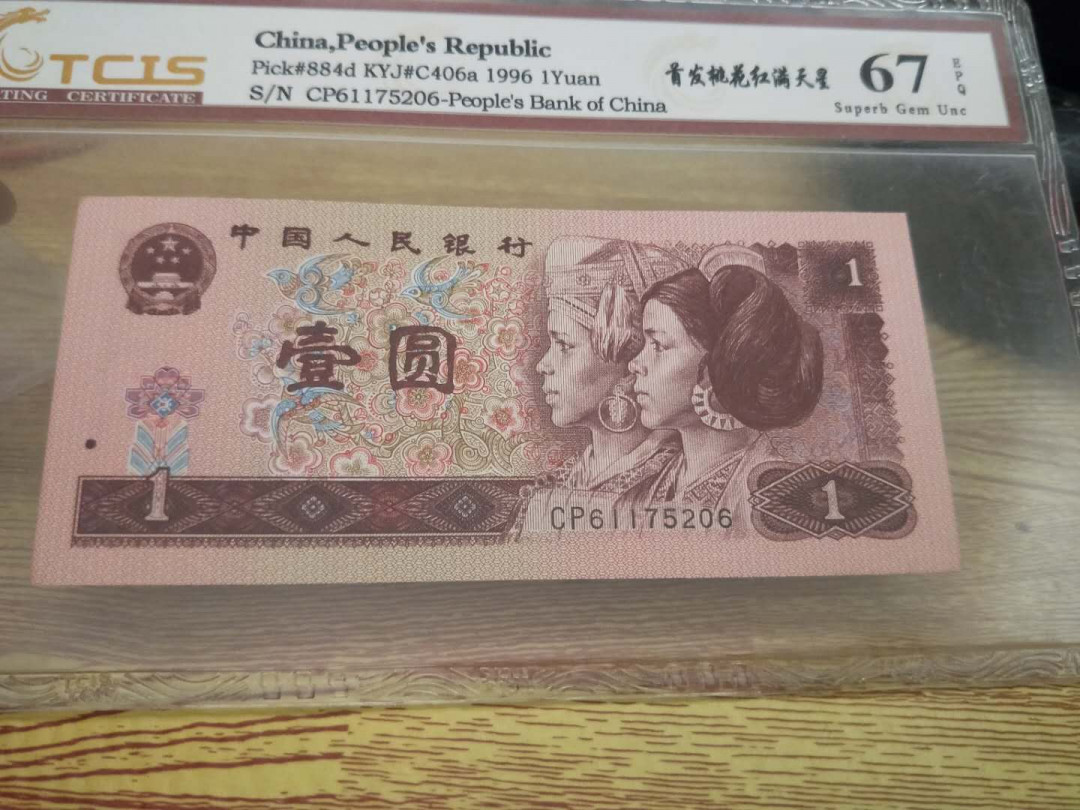 TCIS
TING CERTIFICATE
China,People's Republic
Pick#884d KYJ#C406a 1996 1Yuan
S/N CP61175206-People's Bank of China
首发桃花红满天星
67
EPQ
Superb Gem Unc
中国人民银行
1
壹圆
1
CP61175206
1